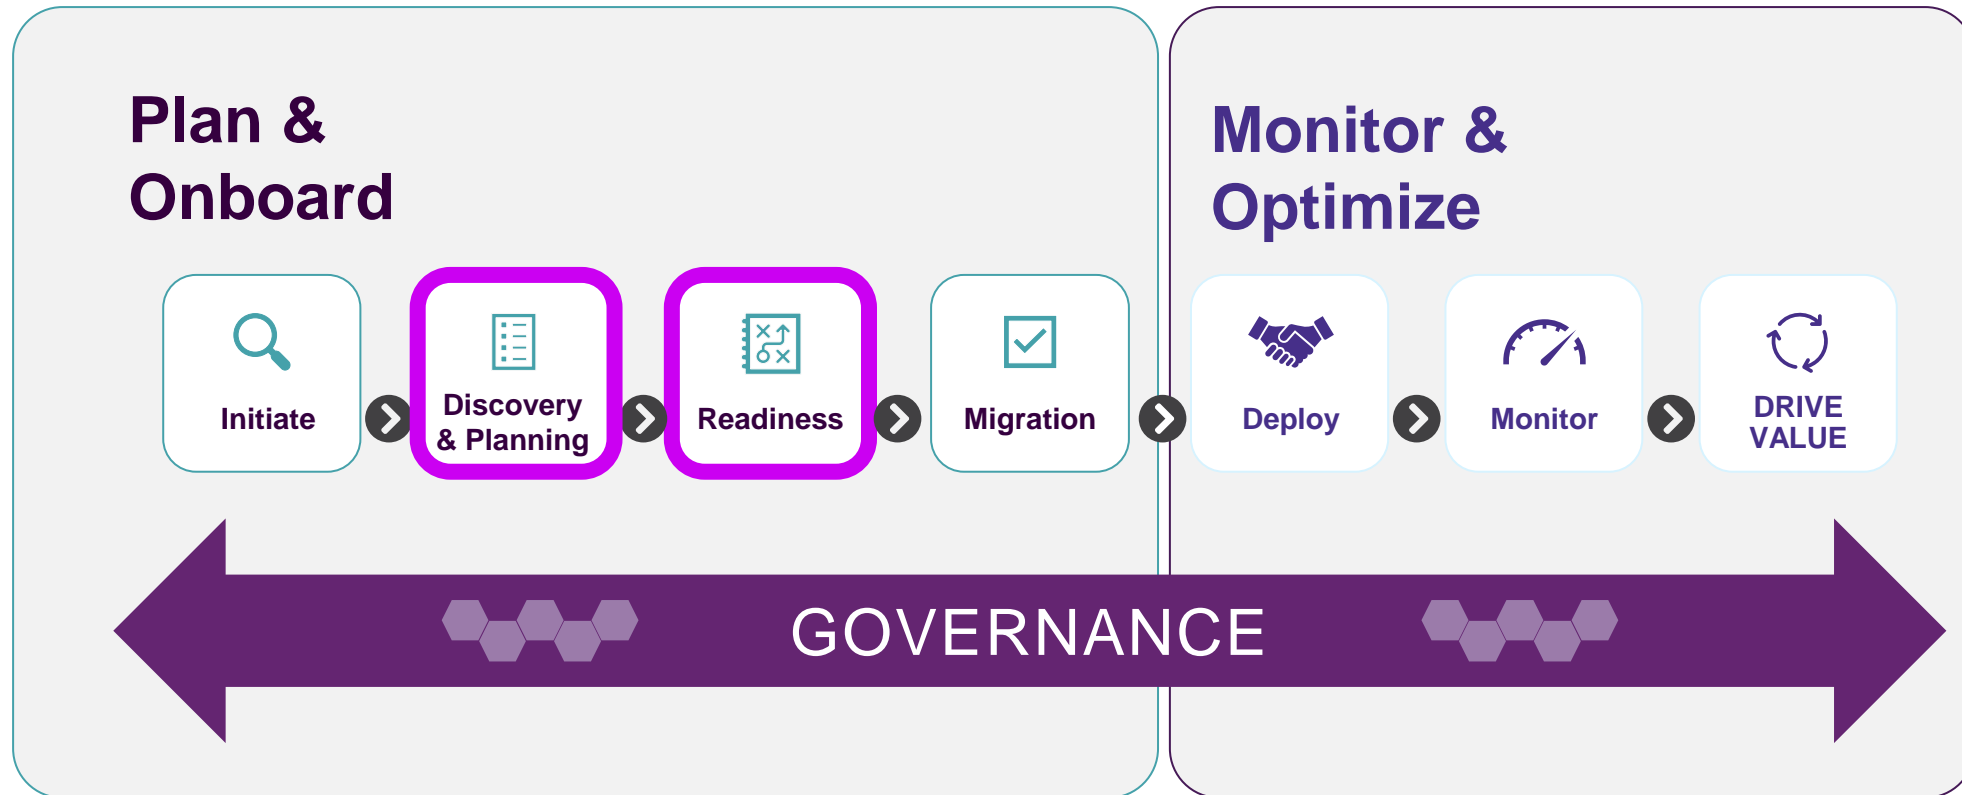 Plan &
Onboard
Monitor &
Optimize
Initiate
Discovery
& Planning
Readiness
Migration
Deploy
Monitor
DRIVE
VALUE
GOVERNANCE